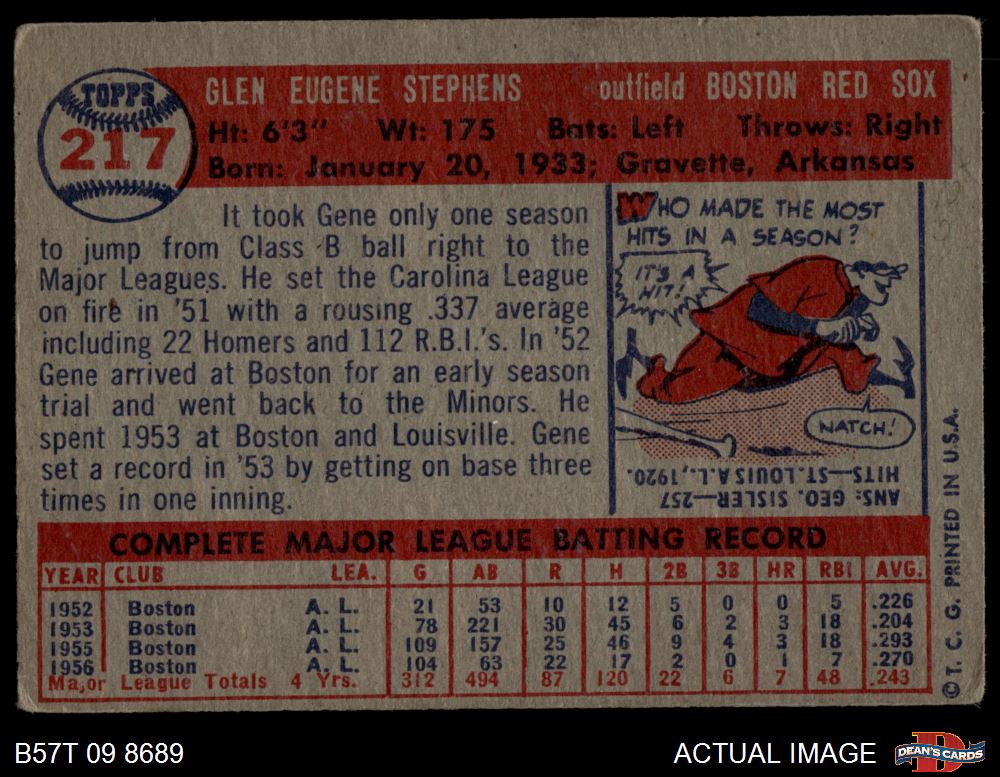 TOPPS
217
GLEN EUGENE STEPHENS outfield BOSTON RED SOX
Ht: 6'3" Wt: 175 Bats: Left Throws: Right
Born: January 20, 1933; Gravette, Arkansas
It took Gene only one season
to jump from Class B ball right to the
Major Leagues. He set the Carolina League
on fire in '51 with a rousing .337 average
including 22 Homers and 112 R.B.I.'s. In '52
Gene arrived at Boston for an early season
trial and went back to the Minors. He
spent 1953 at Boston and Louisville. Gene
set a record in '53 by getting on base three
times in one inning.
WHO MADE THE MOST
HITS IN A SEASON?
IT'S A
HIT!
NATCH!
ANS: GEO. SISLER—257
HITS—ST. LOUIS A.L., 1920.
COMPLETE MAJOR LEAGUE BATTING RECORD
YEAR CLUB LEA. G AB R H 2B 3B HR RBI AVG.
1952 Boston A. L. 21 53 10 12 5 0 0 5 .226
1953 Boston A. L. 78 221 30 45 6 2 3 18 .204
1955 Boston A. L. 109 157 25 46 9 4 3 18 .293
1956 Boston A. L. 104 63 22 17 2 0 1 7 .270
Major League Totals 4 Yrs. 312 494 87 120 22 6 7 48 .243
© T. C. G. PRINTED IN U.S.A.
B57T 09 8689
ACTUAL IMAGE
D
DEAN'S CARDS